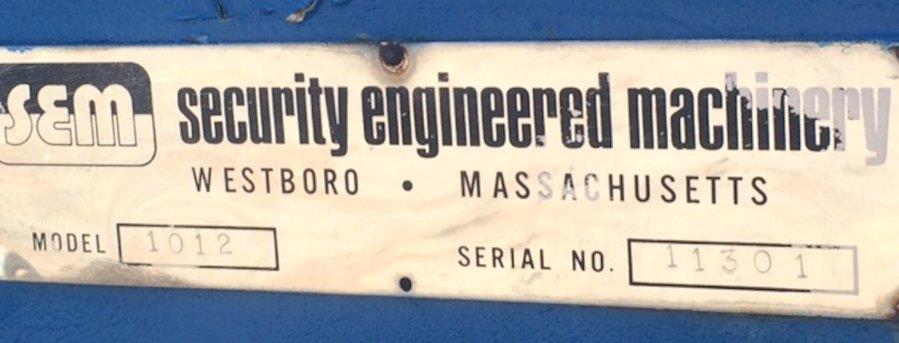 SEM security engineered machinery
WESTBORO • MASSACHUSETTS
MODEL 1012 SERIAL NO. 11301